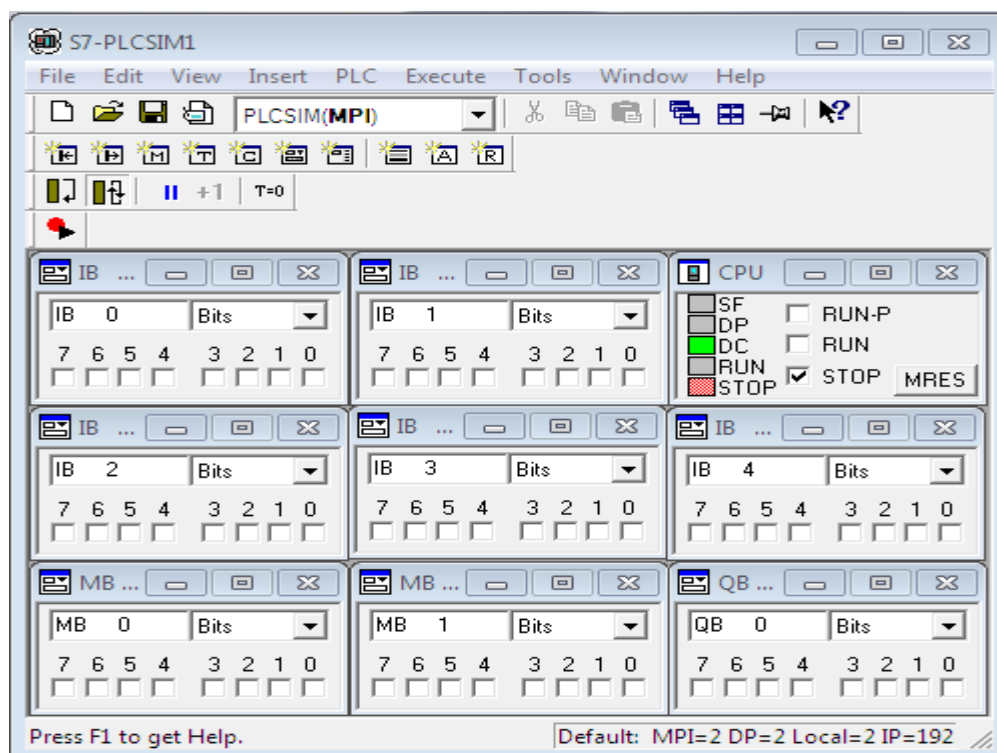 S7-PLCSIM1
File Edit View Insert PLC Execute Tools Window Help
PLCSIM(MPI)
+1 T=0
IB ... IB ... CPU
IB 0 Bits
7 6 5 4 3 2 1 0
IB 1 Bits
7 6 5 4 3 2 1 0
SF
DP
DC
RUN
STOP
RUN-P
RUN
STOP MRES
IB ... IB ... IB ...
IB 2 Bits
7 6 5 4 3 2 1 0
IB 3 Bits
7 6 5 4 3 2 1 0
IB 4 Bits
7 6 5 4 3 2 1 0
MB ... MB ... QB ...
MB 0 Bits
7 6 5 4 3 2 1 0
MB 1 Bits
7 6 5 4 3 2 1 0
QB 0 Bits
7 6 5 4 3 2 1 0
Press F1 to get Help. Default: MPI=2 DP=2 Local=2 IP=192